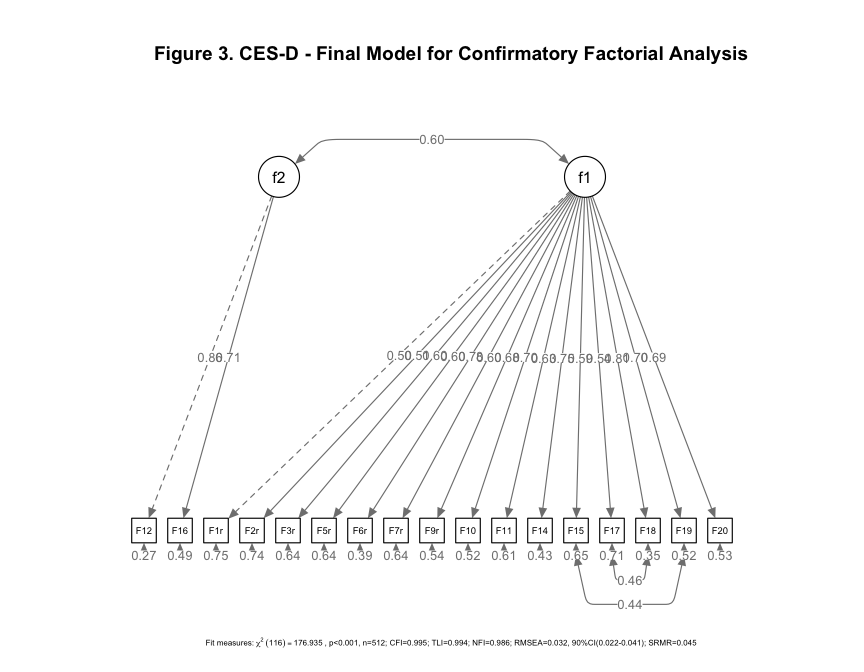 Figure 3. CES-D - Final Model for Confirmatory Factorial Analysis
0.60
f2 f1
0.86 0.71 0.50 0.51 0.60 0.60 0.78 0.60 0.68 0.70 0.63 0.75 0.59 0.54 0.81 0.70 0.69
F12 F16 F1r F2r F3r F5r F6r F7r F9r F10 F11 F14 F15 F17 F18 F19 F20
0.27 0.49 0.75 0.74 0.64 0.64 0.39 0.64 0.54 0.52 0.61 0.43 0.65 0.71 0.35 0.52 0.53
0.46
0.44
Fit measures: χ² (116) = 176.935 , p<0.001, n=512; CFI=0.995; TLI=0.994; NFI=0.986; RMSEA=0.032, 90%CI(0.022-0.041); SRMR=0.045